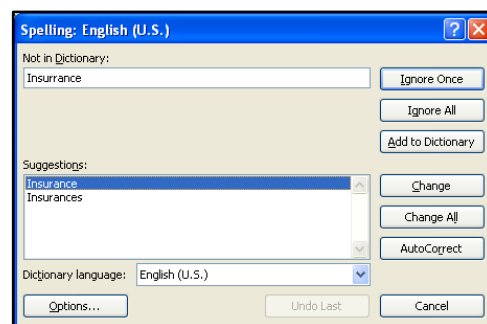 Spelling: English (U.S.)
Not in Dictionary:
Insurrance
Ignore Once
Ignore All
Add to Dictionary
Suggestions:
Insurance
Insurances
Change
Change All
AutoCorrect
Dictionary language: English (U.S.)
Options... Undo Last Cancel